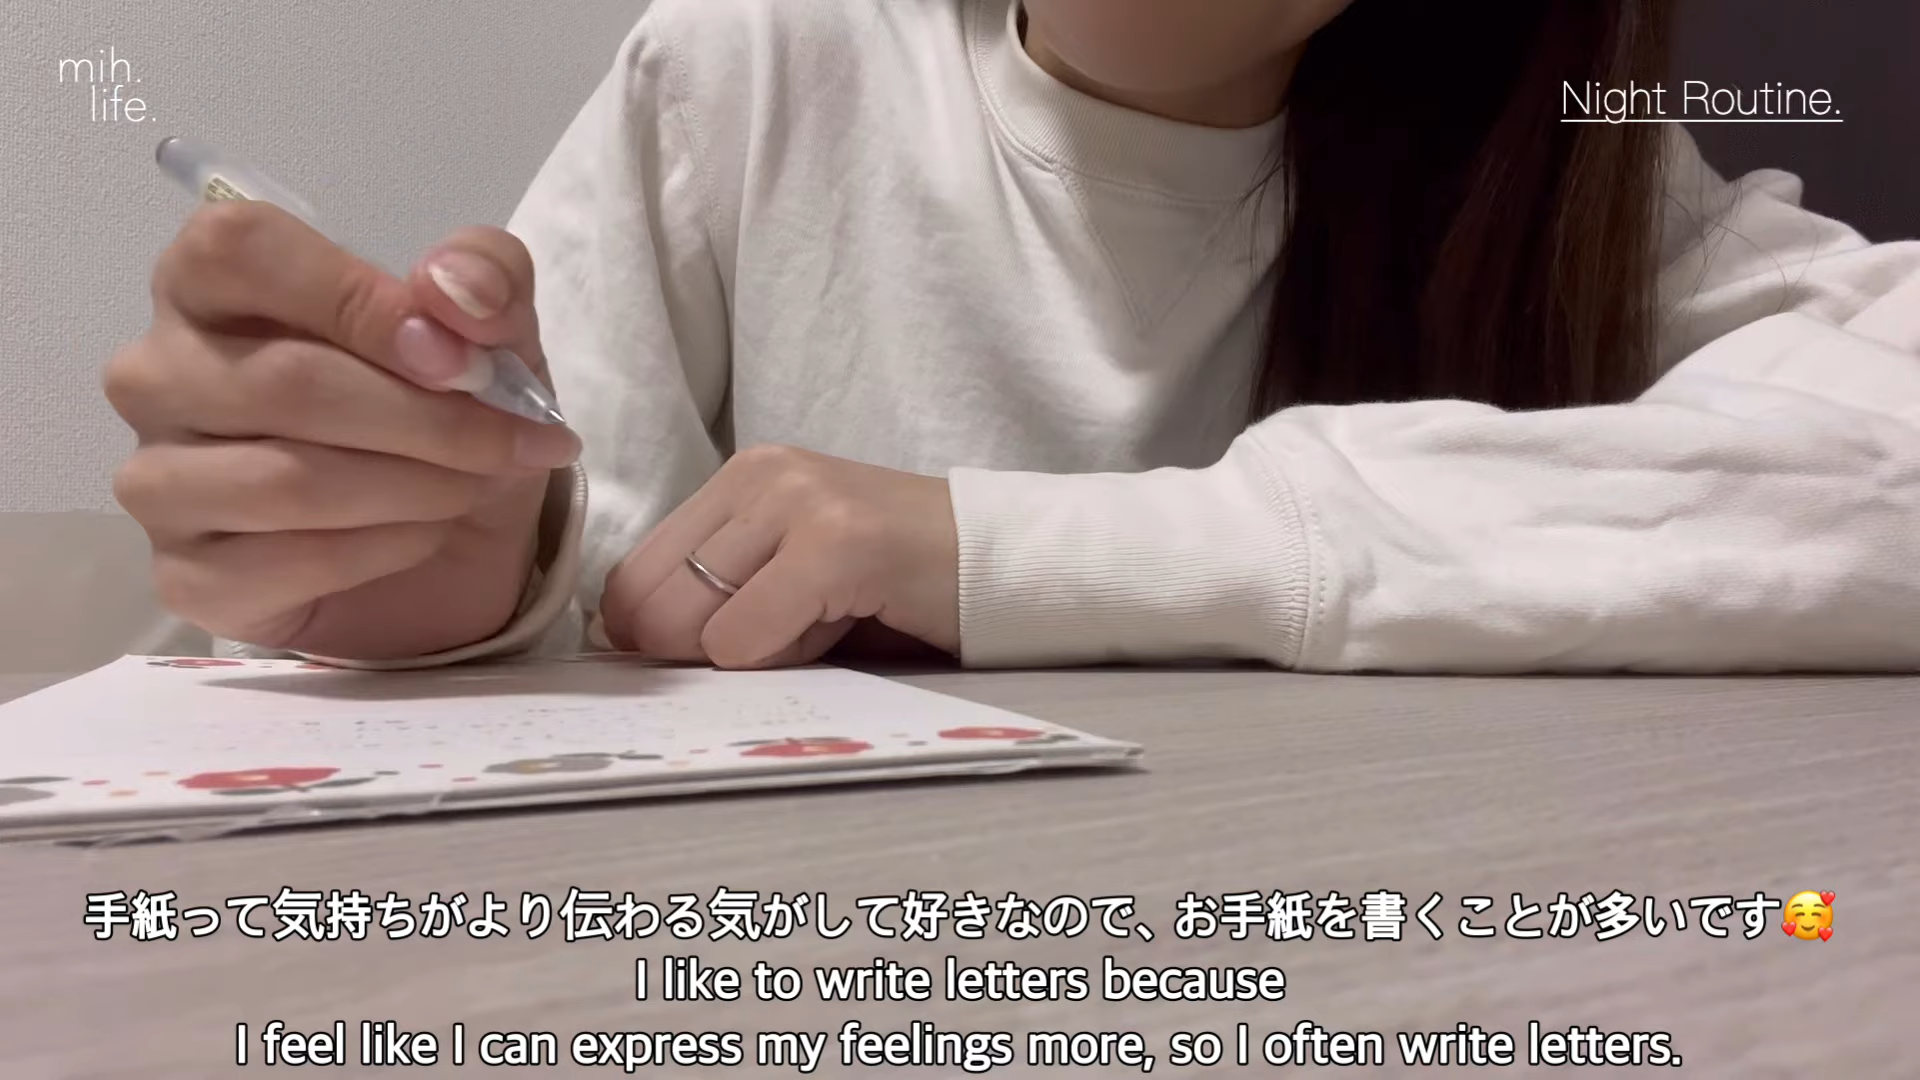 mih.
life.
Night Routine.
手紙って気持ちがより伝わる気がして好きなので、お手紙を書くことが多いです🥰
I like to write letters because
I feel like I can express my feelings more, so I often write letters.